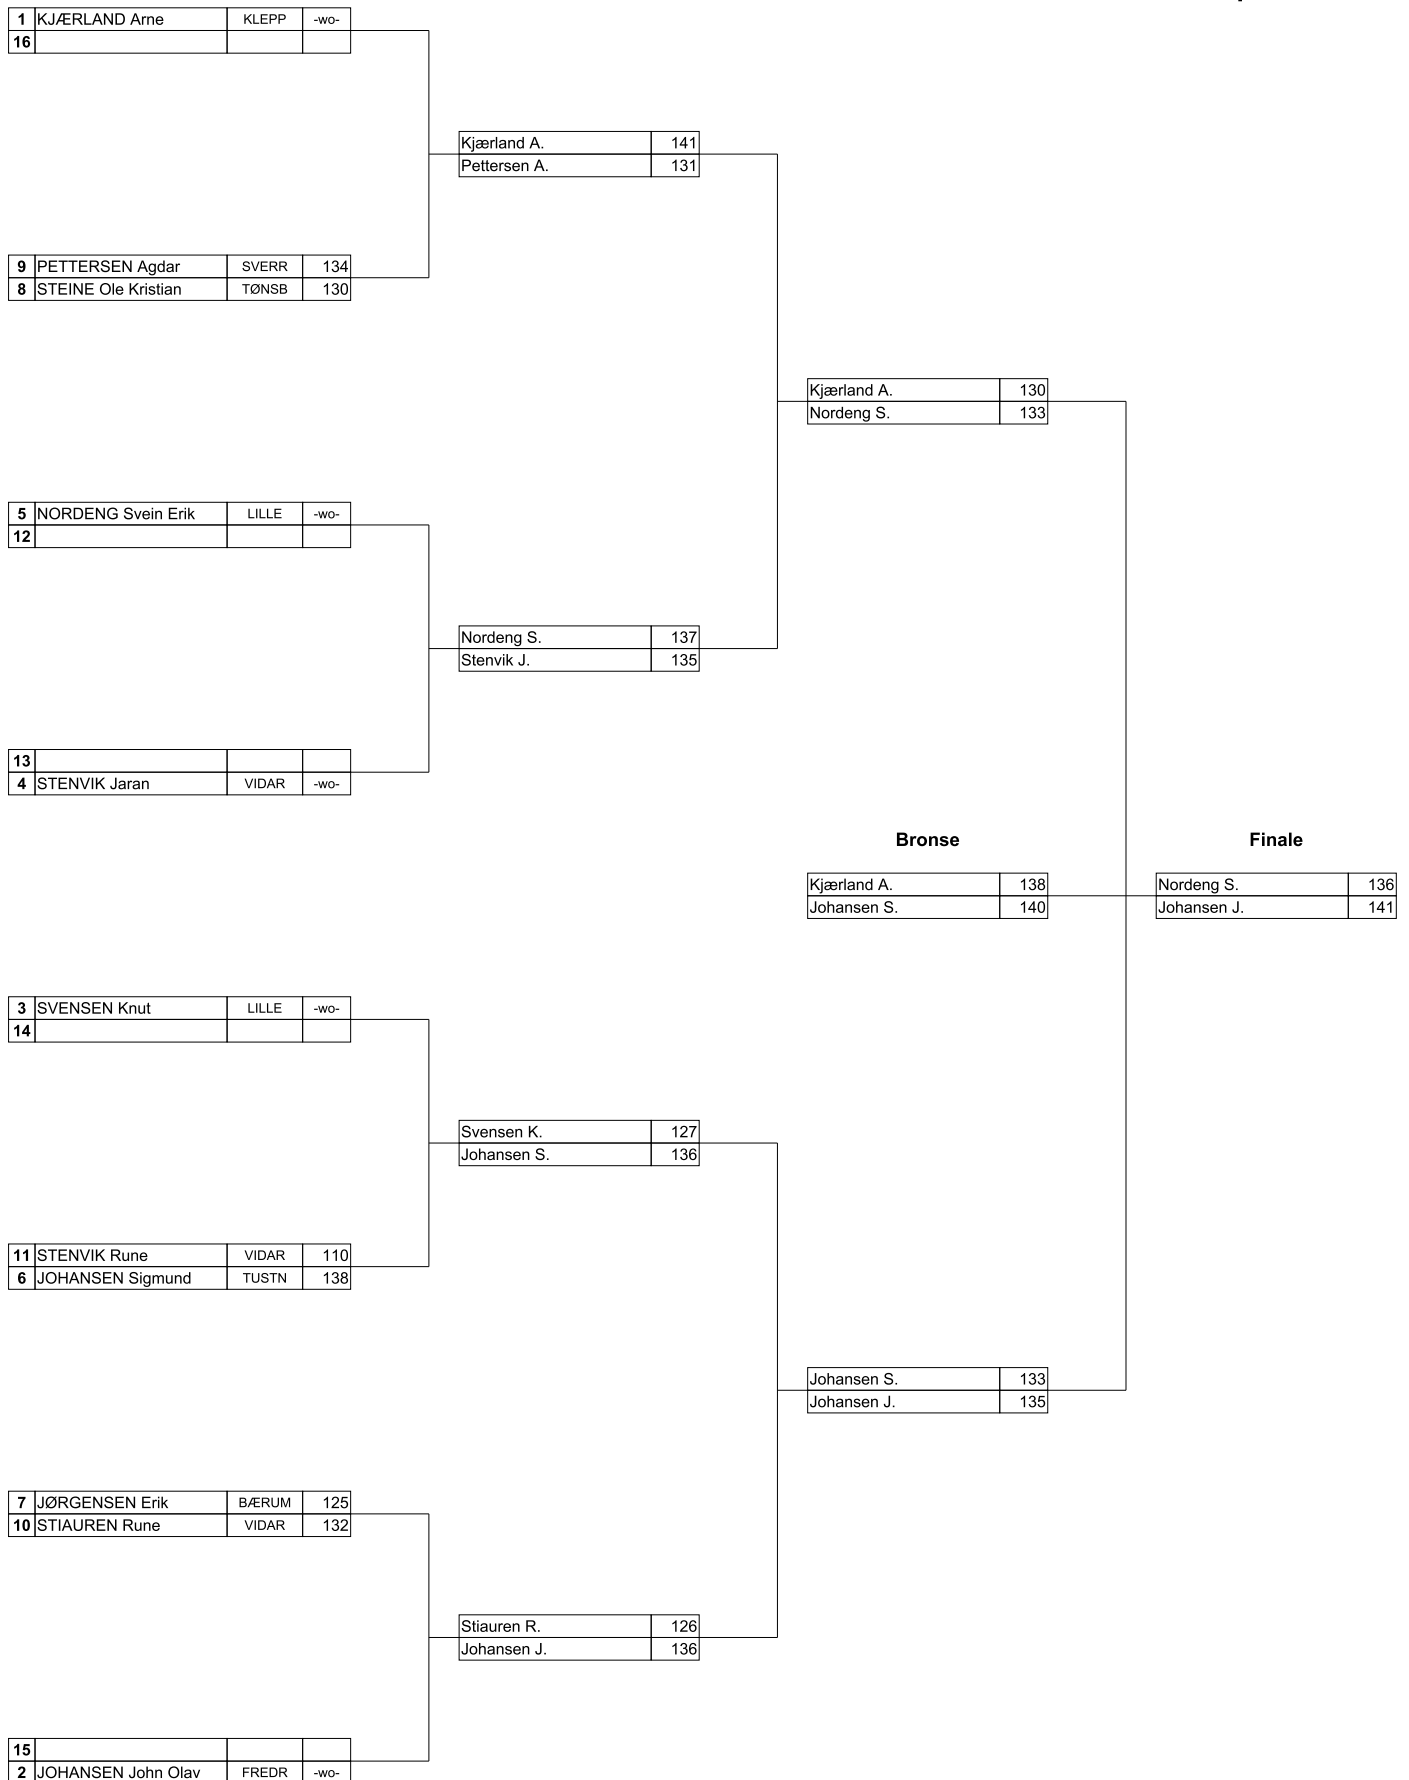 1 KJÆRLAND Arne KLEPP -wo-
16
Kjærland A. 141
Pettersen A. 131
9 PETTERSEN Agdar SVERR 134
8 STEINE Ole Kristian TØNSB 130
Kjærland A. 130
Nordeng S. 133
5 NORDENG Svein Erik LILLE -wo-
12
Nordeng S. 137
Stenvik J. 135
13
4 STENVIK Jaran VIDAR -wo-
Bronse Finale
Kjærland A. 138 Nordeng S. 136
Johansen S. 140 Johansen J. 141
3 SVENSEN Knut LILLE -wo-
14
Svensen K. 127
Johansen S. 136
11 STENVIK Rune VIDAR 110
6 JOHANSEN Sigmund TUSTN 138
Johansen S. 133
Johansen J. 135
7 JØRGENSEN Erik BÆRUM 125
10 STIAUREN Rune VIDAR 132
Stiauren R. 126
Johansen J. 136
15
2 JOHANSEN John Olav FREDR -wo-